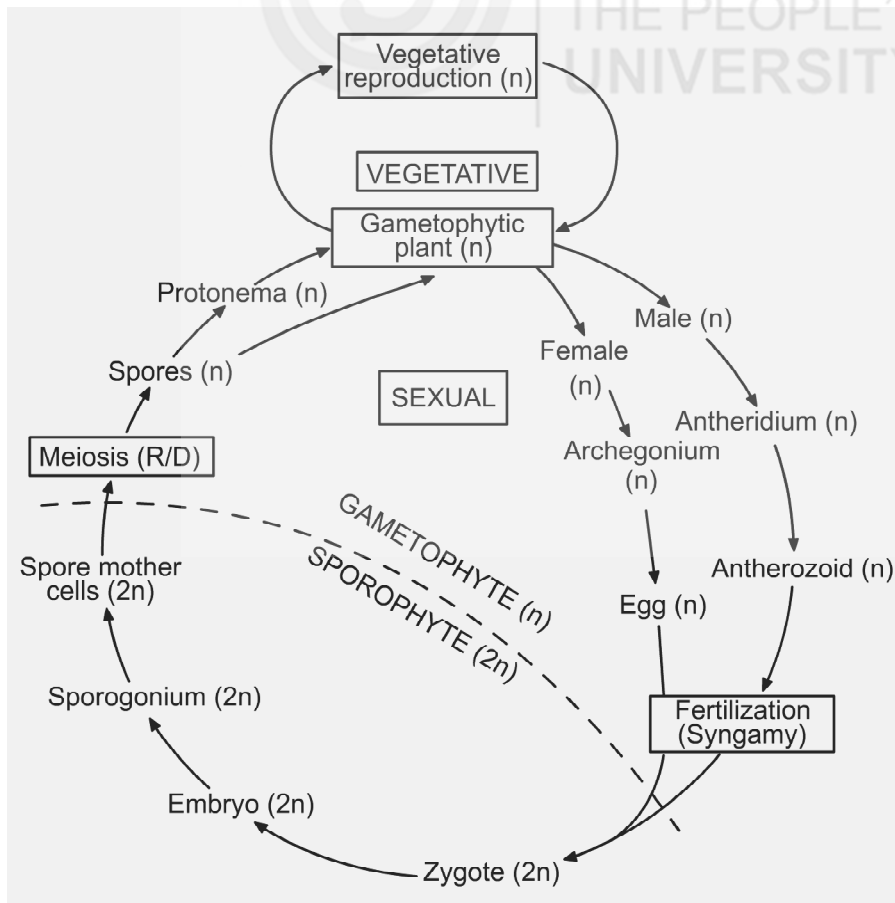 THE PEOPLE'
UNIVERSITY
Vegetative
reproduction (n)
VEGETATIVE
Gametophytic
plant (n)
Protonema (n)
Male (n)
Female
(n)
Spores (n)
SEXUAL
Antheridium (n)
Archegonium
(n)
Meiosis (R/D)
GAMETOPHYTE (n)
SPOROPHYTE (2n)
Spore mother
cells (2n)
Antherozoid (n)
Egg (n)
Sporogonium (2n)
Fertilization
(Syngamy)
Embryo (2n)
Zygote (2n)